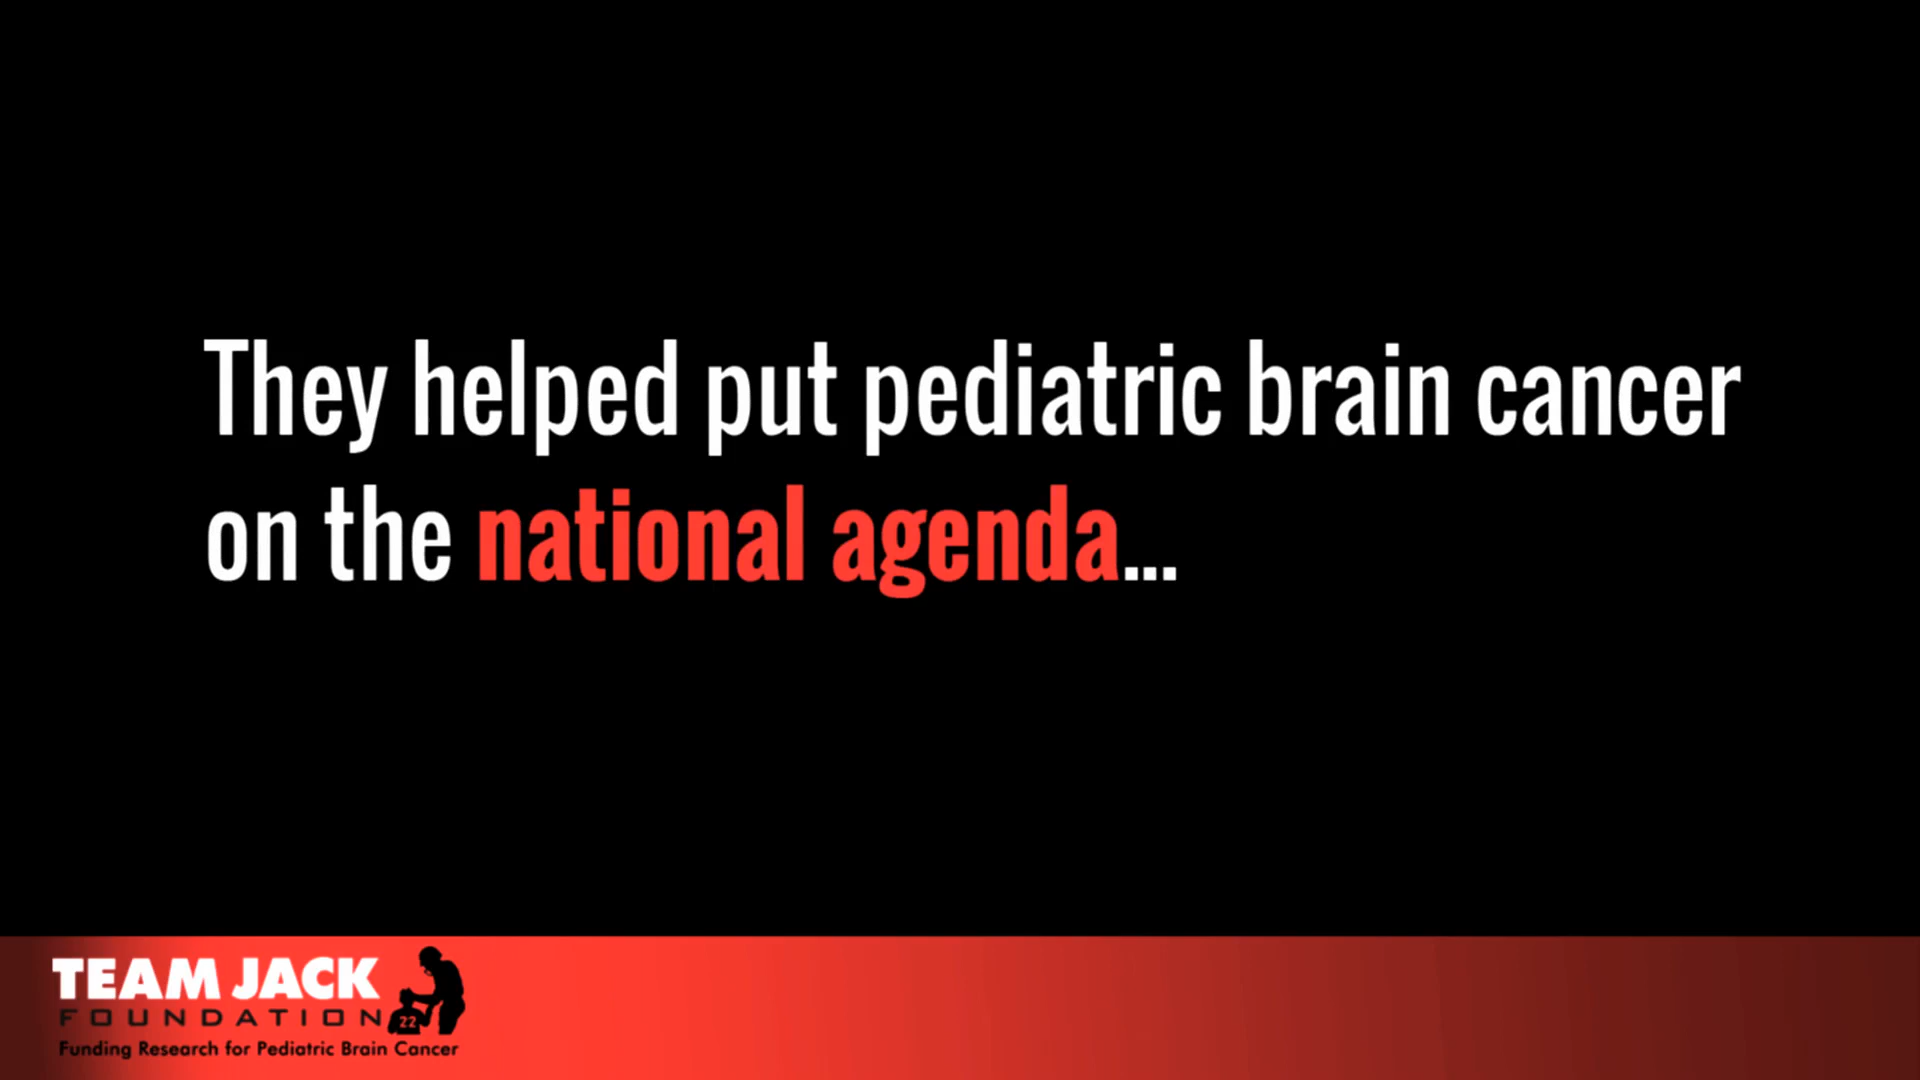 They helped put pediatric brain cancer
on the national agenda...
TEAM JACK
FOUNDATION
22
Funding Research for Pediatric Brain Cancer